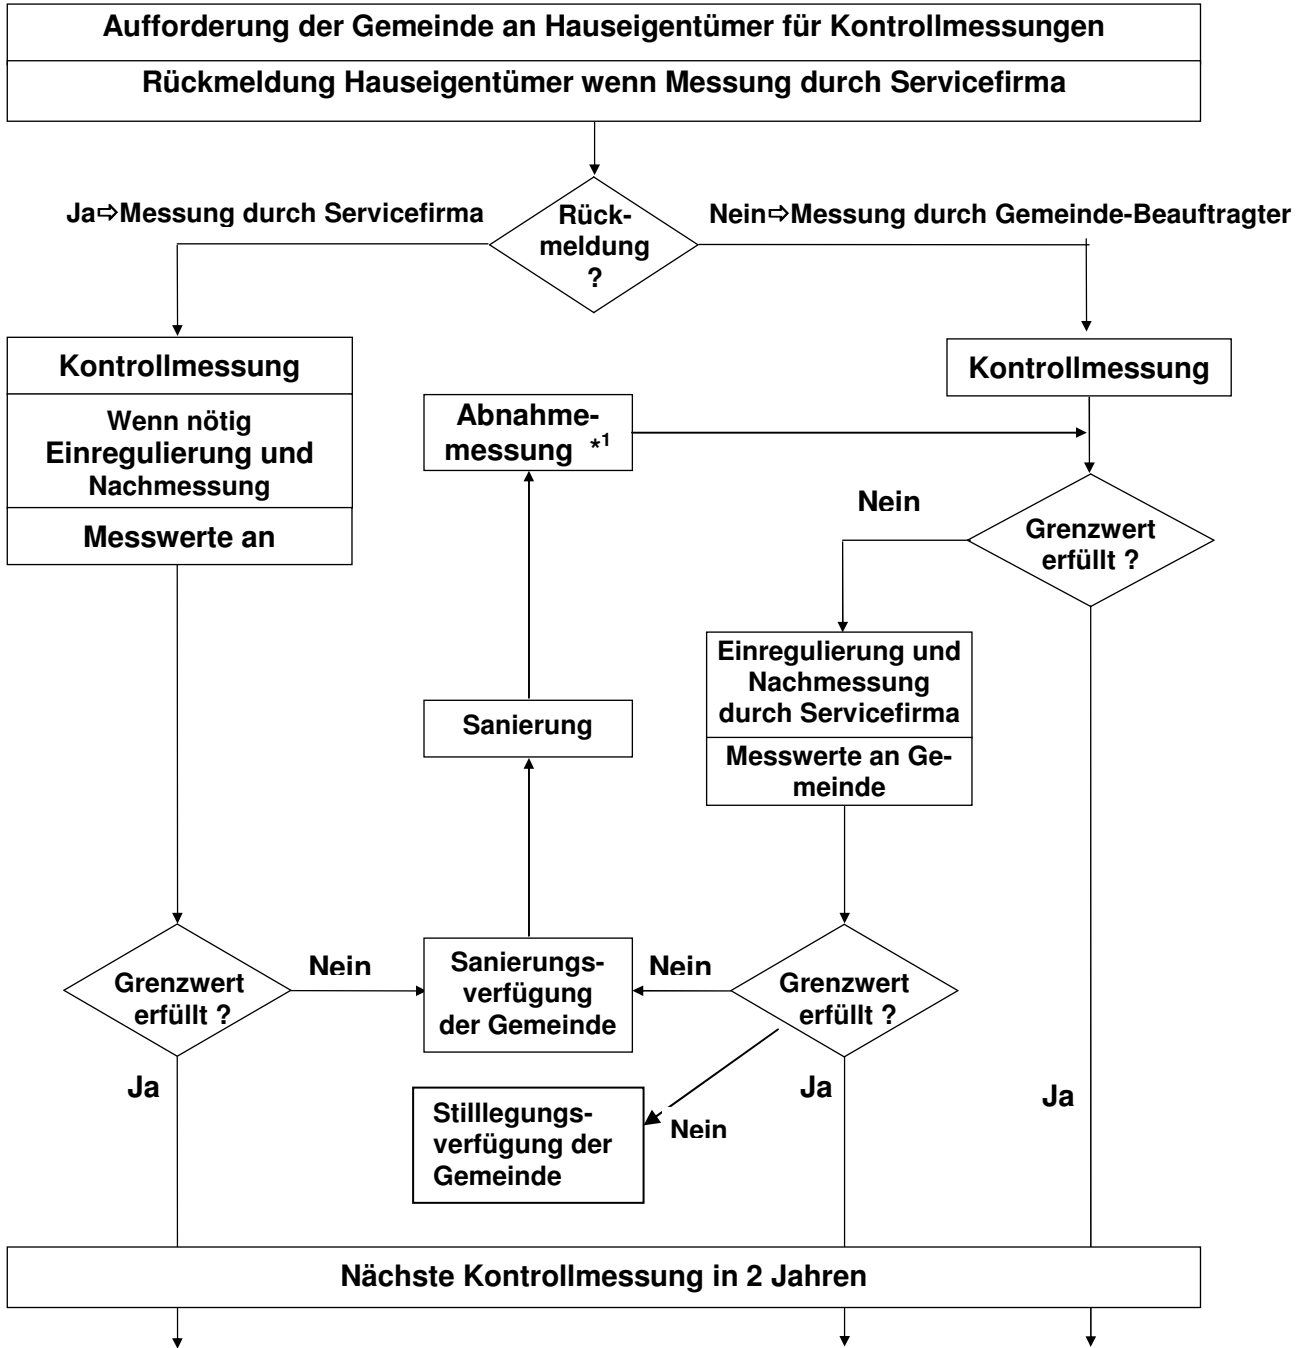 Aufforderung der Gemeinde an Hauseigentümer für Kontrollmessungen
Rückmeldung Hauseigentümer wenn Messung durch Servicefirma
Ja⇨Messung durch Servicefirma
Rück-
meldung
?
Nein⇨Messung durch Gemeinde-Beauftragter
Kontrollmessung
Wenn nötig
Einregulierung und
Nachmessung
Messwerte an
Abnahme-
messung *1
Kontrollmessung
Nein
Grenzwert
erfüllt ?
Einregulierung und
Nachmessung
durch Servicefirma
Messwerte an Ge-
meinde
Sanierung
Grenzwert
erfüllt ?
Nein
Sanierungs-
verfügung
der Gemeinde
Nein
Grenzwert
erfüllt ?
Ja
Stilllegungs-
verfügung der
Gemeinde
Nein
Ja
Ja
Nächste Kontrollmessung in 2 Jahren